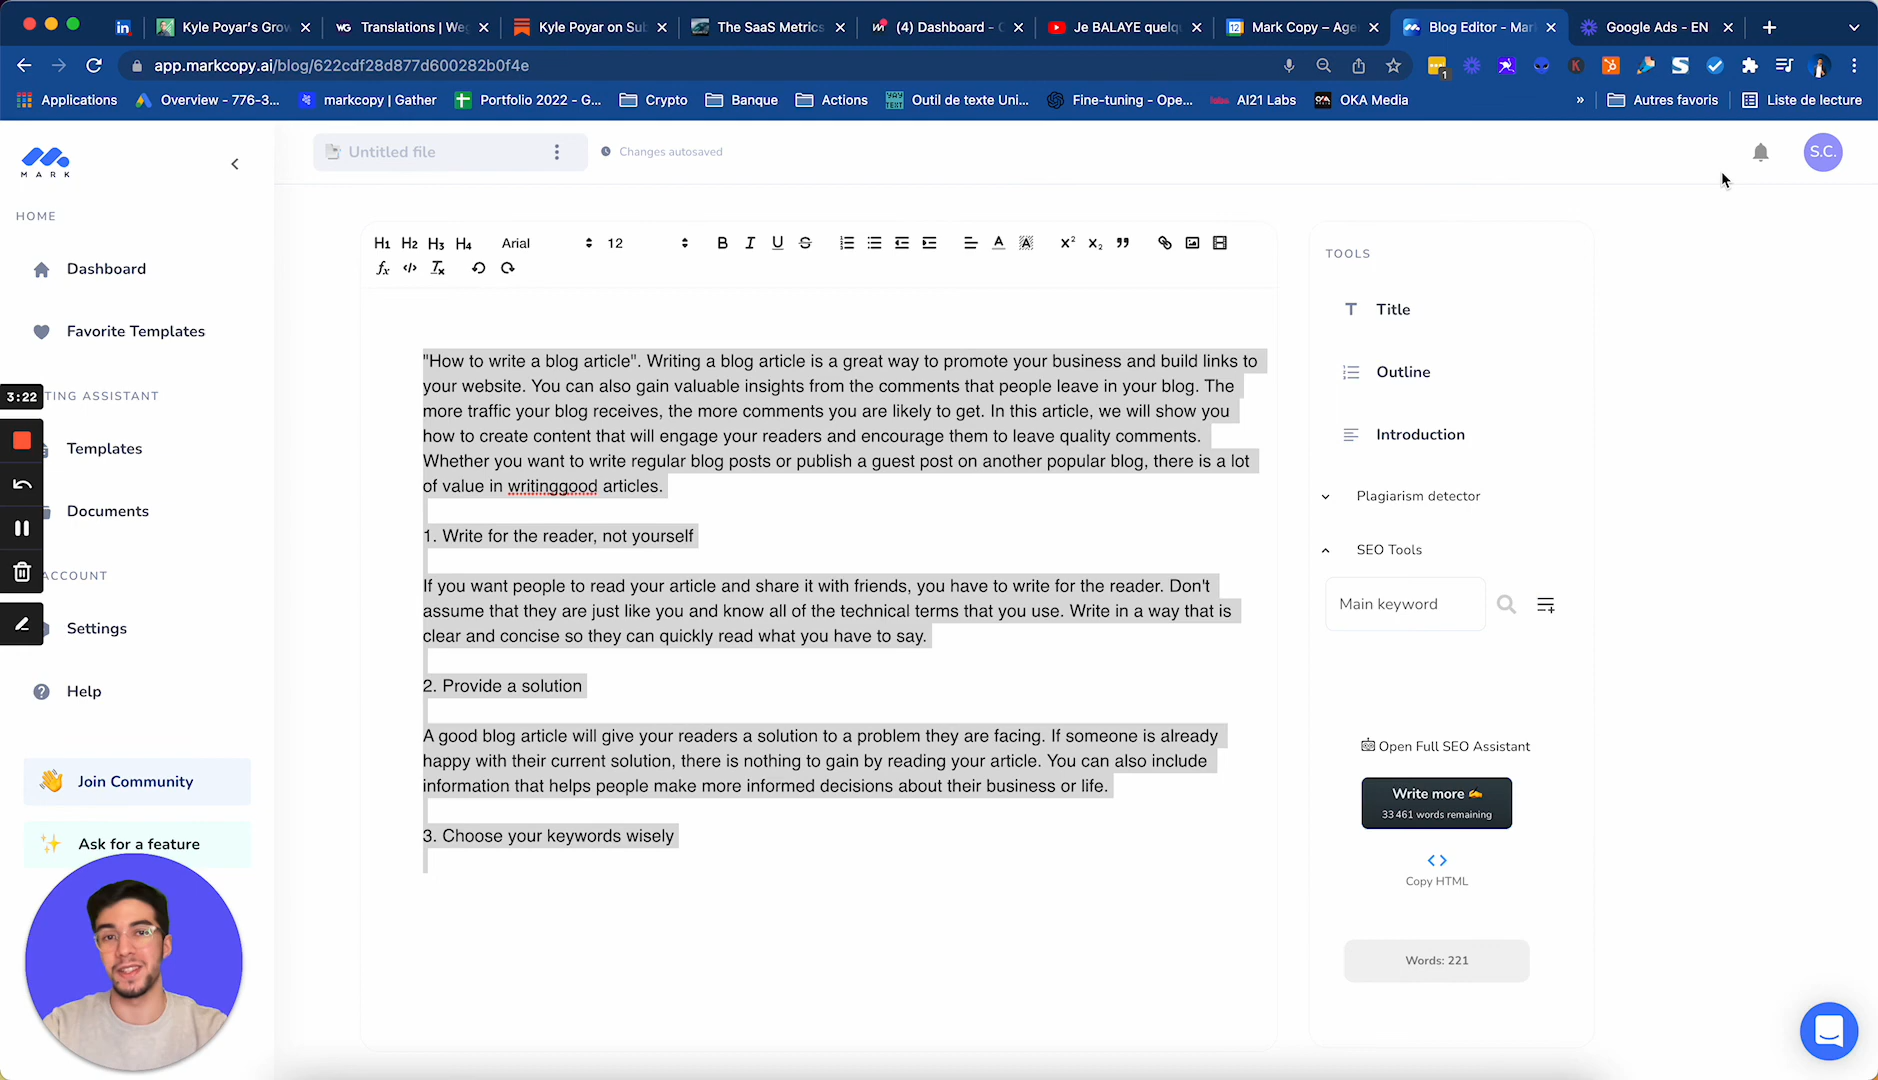 Kyle Poyar's Grow
Translations | We
Kyle Poyar on Sub
The SaaS Metrics
(4) Dashboard - C
Je BALAYE quelqu
Mark Copy – Age
Blog Editor - Mar
Google Ads - EN
app.markcopy.ai/blog/622cdf28d877d600282b0f4e
1
Applications
Overview - 776-3...
markcopy | Gather
Portfolio 2022 - G...
Crypto
Banque
Actions
Outil de texte Uni...
Fine-tuning - Ope...
AI21 Labs
OKA Media
»
Autres favoris
Liste de lecture
MARK
Untitled file
Changes autosaved
S.C.
HOME
Dashboard
Favorite Templates
3:22
TING ASSISTANT
Templates
Documents
ACCOUNT
Settings
Help
Join Community
Ask for a feature
H1 H2 H3 H4 Arial 12 B I U S
"How to write a blog article". Writing a blog article is a great way to promote your business and build links to
your website. You can also gain valuable insights from the comments that people leave in your blog. The
more traffic your blog receives, the more comments you are likely to get. In this article, we will show you
how to create content that will engage your readers and encourage them to leave quality comments.
Whether you want to write regular blog posts or publish a guest post on another popular blog, there is a lot
of value in writinggood articles.
1. Write for the reader, not yourself
If you want people to read your article and share it with friends, you have to write for the reader. Don't
assume that they are just like you and know all of the technical terms that you use. Write in a way that is
clear and concise so they can quickly read what you have to say.
2. Provide a solution
A good blog article will give your readers a solution to a problem they are facing. If someone is already
happy with their current solution, there is nothing to gain by reading your article. You can also include
information that helps people make more informed decisions about their business or life.
3. Choose your keywords wisely
TOOLS
Title
Outline
Introduction
Plagiarism detector
SEO Tools
Main keyword
Open Full SEO Assistant
Write more
33 461 words remaining
Copy HTML
Words: 221